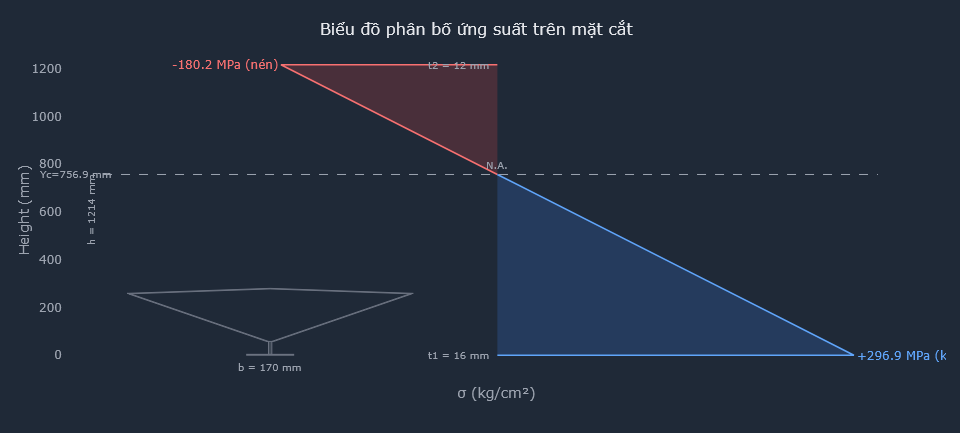 Biểu đồ phân bố ứng suất trên mặt cắt
1200
1000
800
600
400
200
0
Height (mm)
-180.2 MPa (nén)
t2 = 12 mm
N.A.
Yc=756.9 mm
h = 1214 mm
t1 = 16 mm
+296.9 MPa (k
b = 170 mm
σ (kg/cm²)